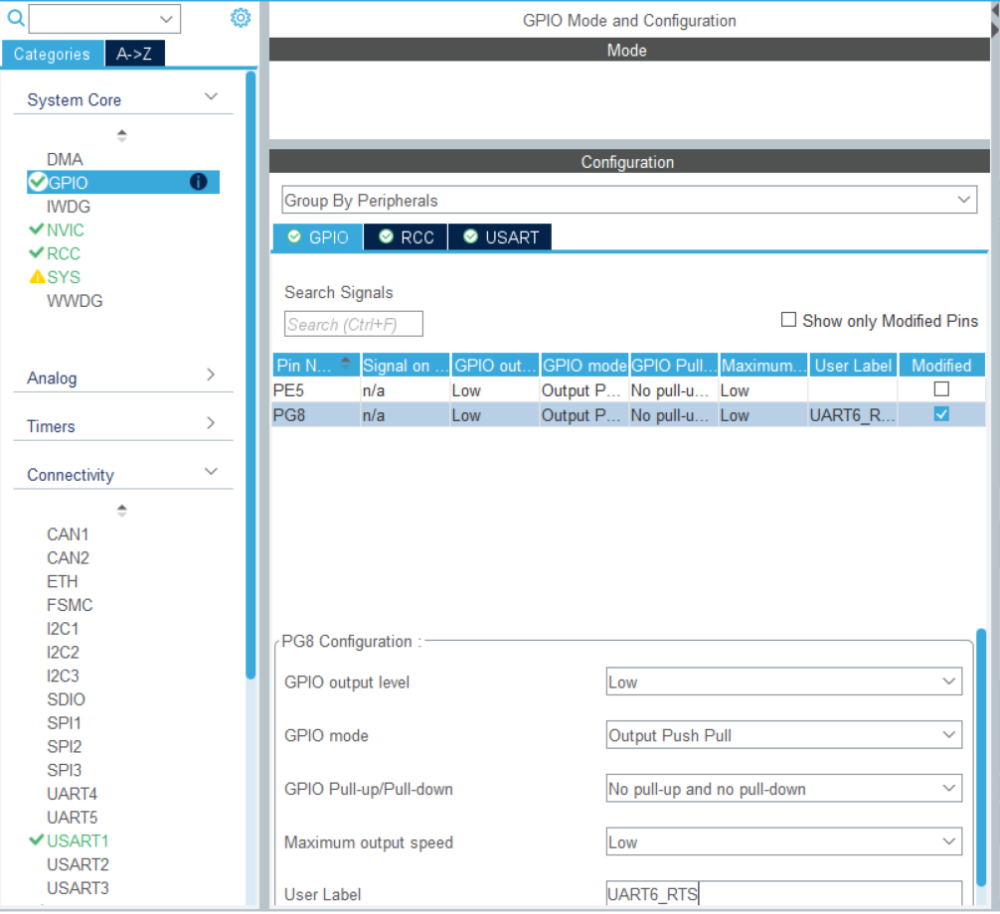 Categories
A->Z
System Core
DMA
GPIO
IWDG
NVIC
RCC
SYS
WWDG
Analog
Timers
Connectivity
CAN1
CAN2
ETH
FSMC
I2C1
I2C2
I2C3
SDIO
SPI1
SPI2
SPI3
UART4
UART5
USART1
USART2
USART3
GPIO Mode and Configuration
Mode
Configuration
Group By Peripherals
GPIO RCC USART
Search Signals
Search (Ctrl+F)
Show only Modified Pins
Pin N... Signal on ... GPIO out... GPIO mode GPIO Pull... Maximum... User Label Modified
PE5 n/a Low Output P... No pull-u... Low
PG8 n/a Low Output P... No pull-u... Low UART6_R...
PG8 Configuration :
GPIO output level Low
GPIO mode Output Push Pull
GPIO Pull-up/Pull-down No pull-up and no pull-down
Maximum output speed Low
User Label UART6_RTS